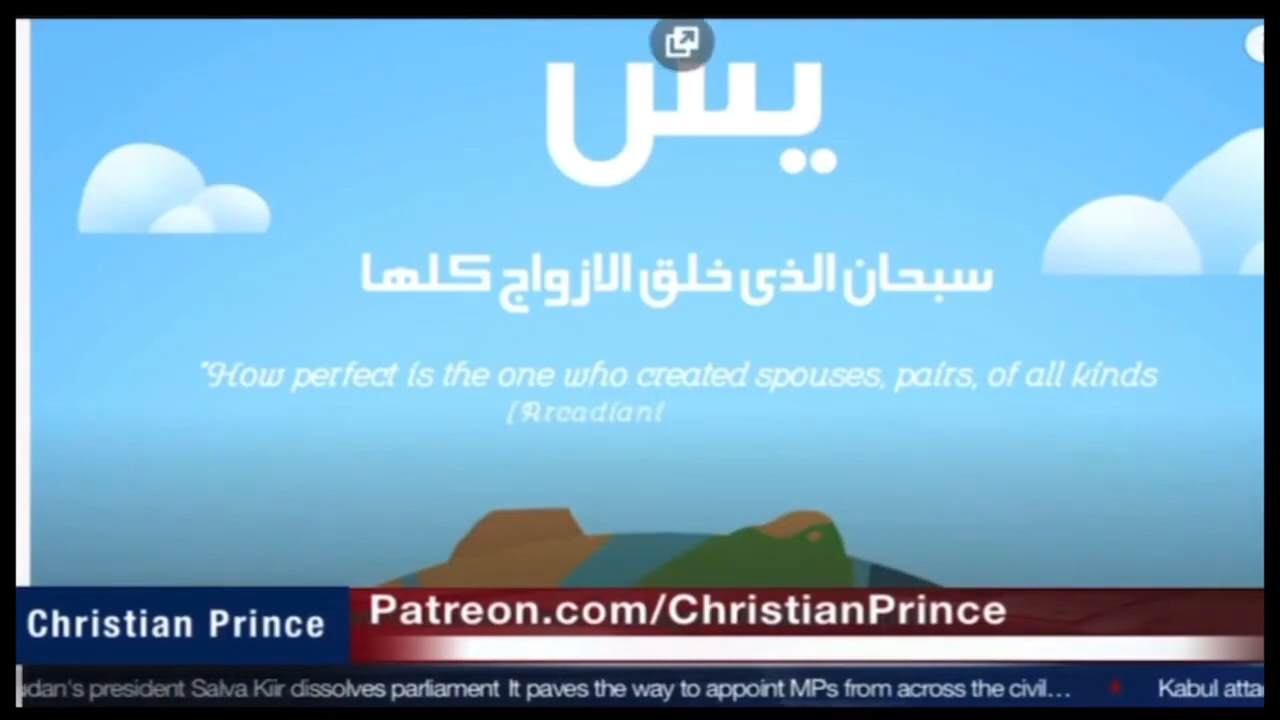 يس
سبحان الذى خلق الازواج كلها
"How perfect is the one who created spouses, pairs, of all kinds
[Arcadian
Christian Prince
Patreon.com/ChristianPrince
dan's president Salva Kiir dissolves parliament It paves the way to appoint MPs from across the civil... Kabul atta